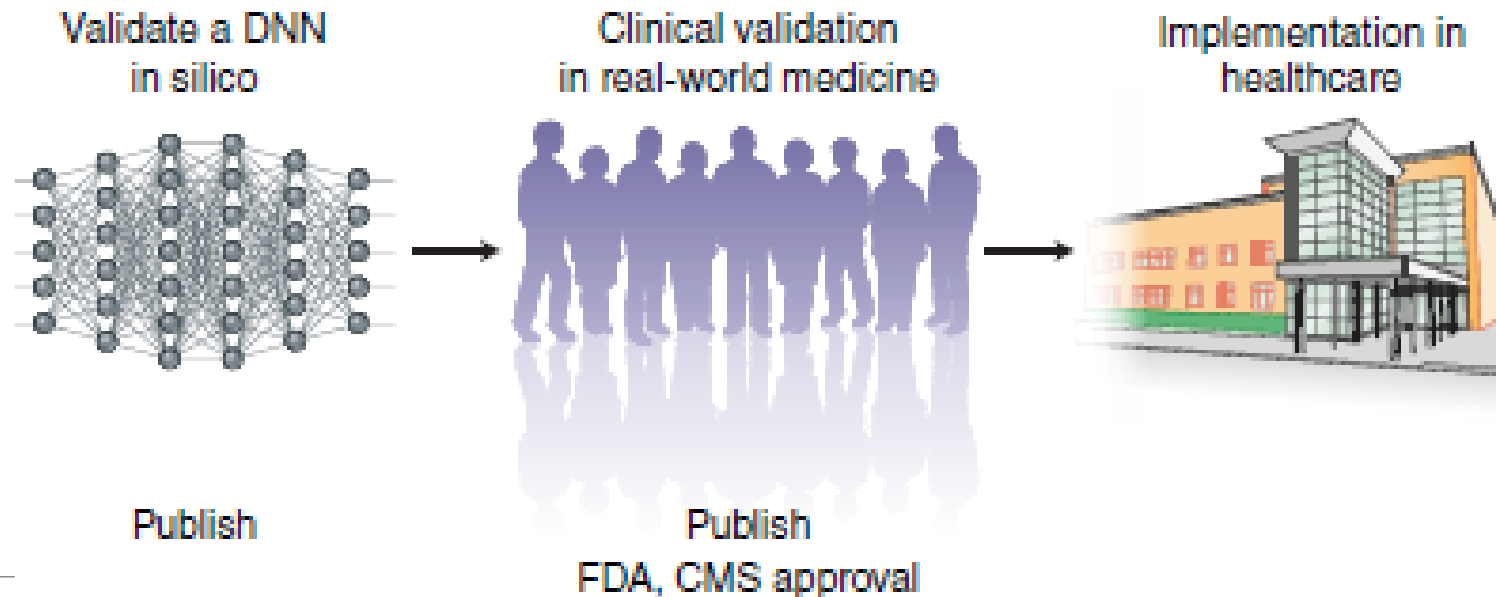 Validate a DNN
in silico
Clinical validation
in real-world medicine
Implementation in
healthcare
Publish
Publish
FDA, CMS approval